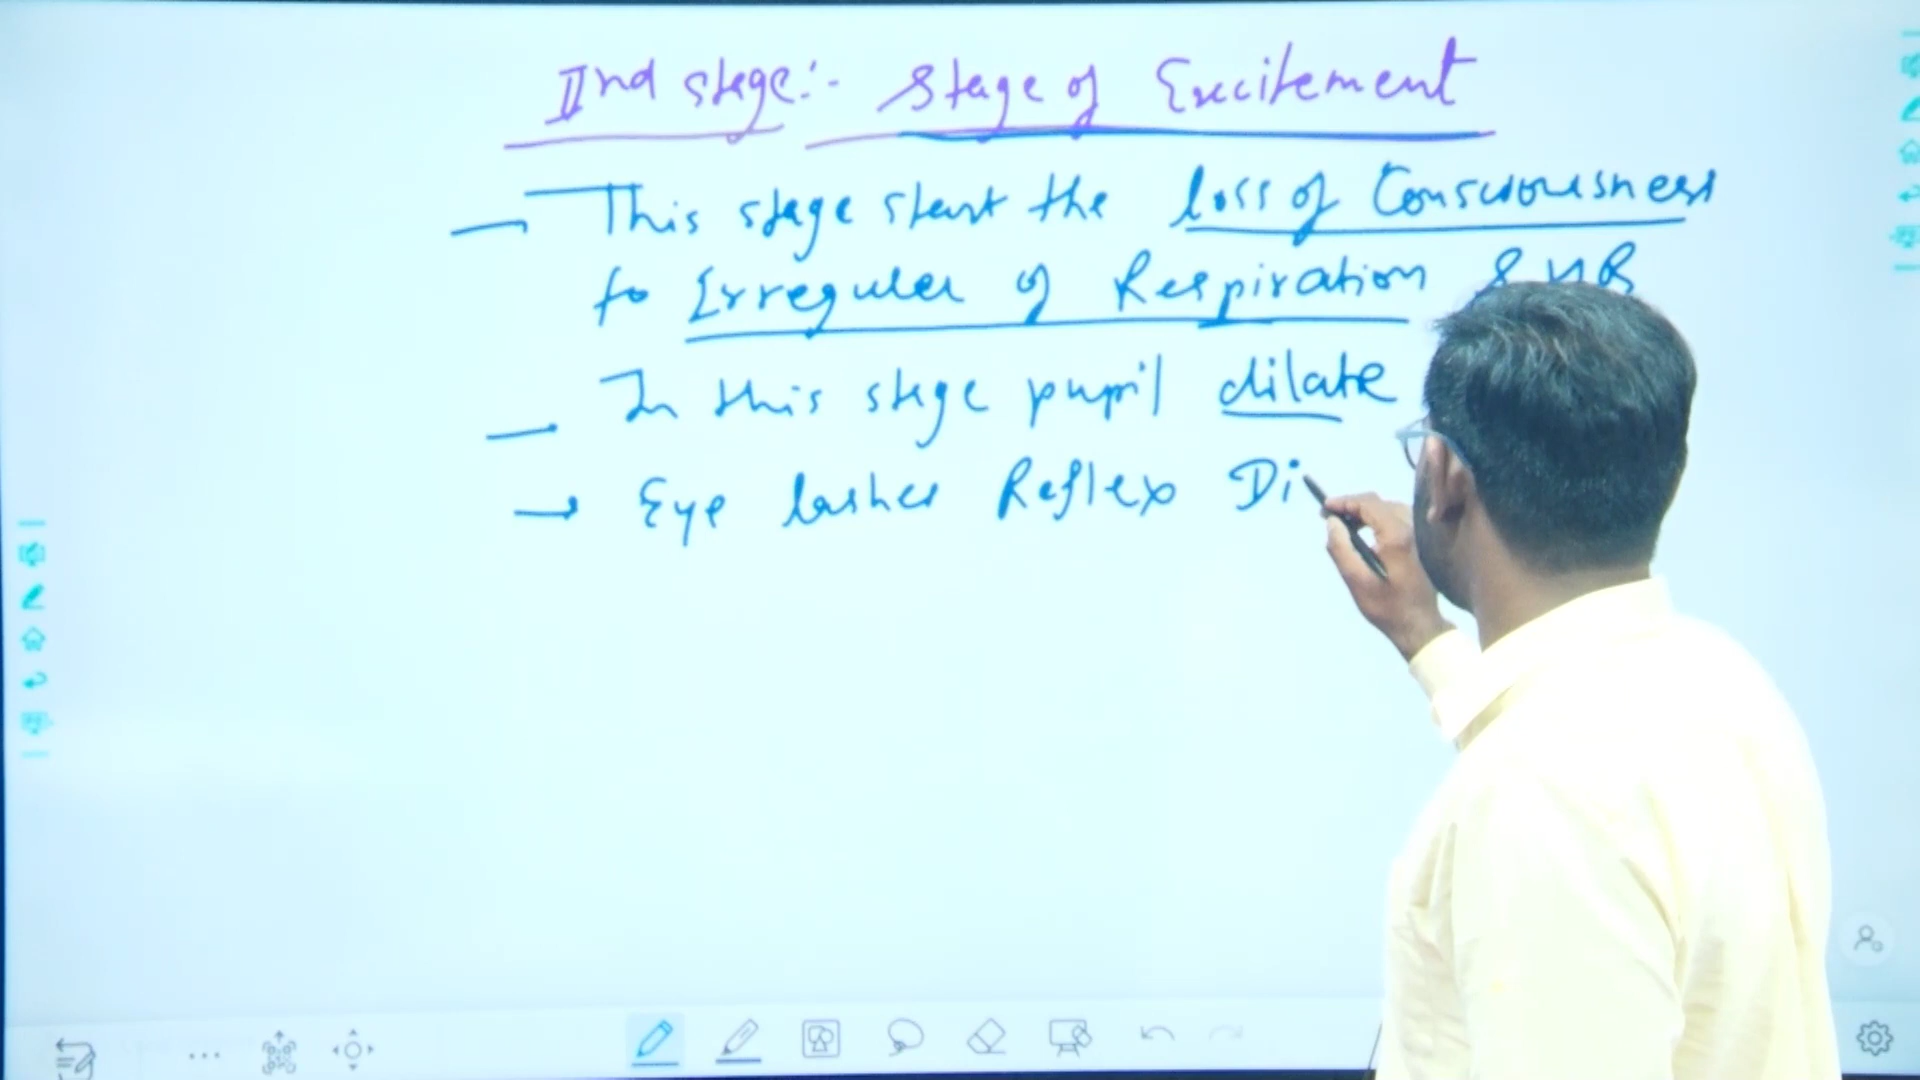 IInd stage:- Stage of Excitement
— This stage start the loss of Consciousness
to Irregular of Respiration & HR
— In this stage pupil dilate
→ Eye lashes Reflex Di